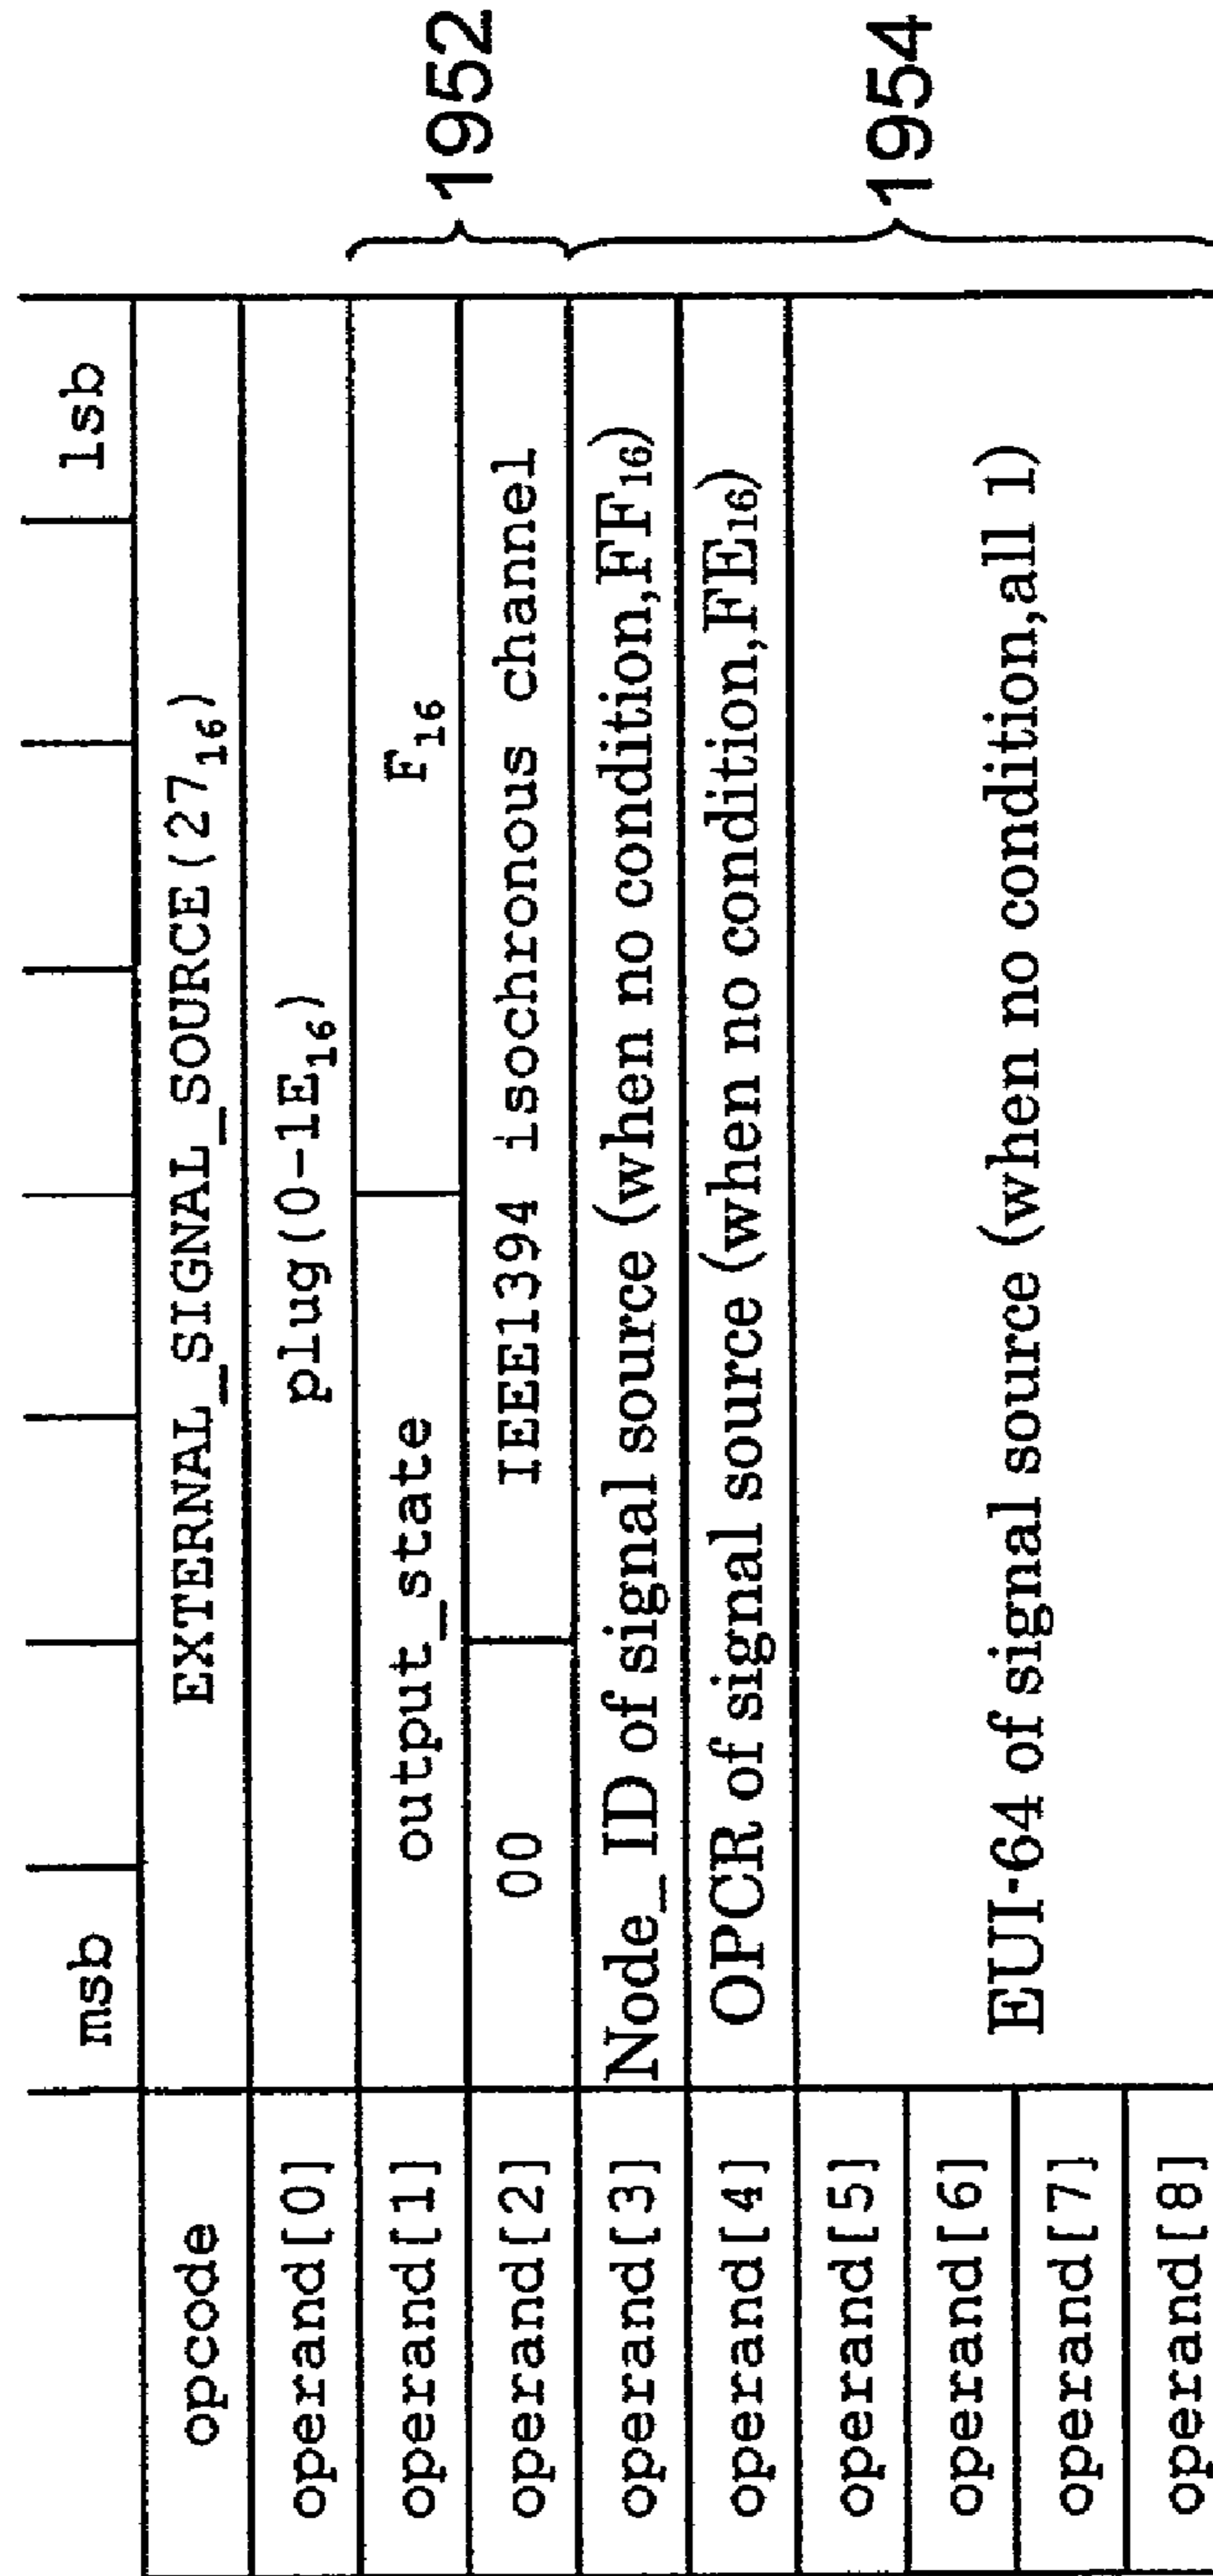 msb lsb
opcode EXTERNAL_SIGNAL_SOURCE(27₁₆)
operand[0] plug(0-1E₁₆)
operand[1] output_state F₁₆
operand[2] 00 IEEE1394 isochronous channel
1952
operand[3] Node_ID of signal source (when no condition,FF₁₆)
operand[4] OPCR of signal source (when no condition,FE₁₆)
operand[5]
operand[6] EUI-64 of signal source (when no condition,all 1)
operand[7]
operand[8]
1954